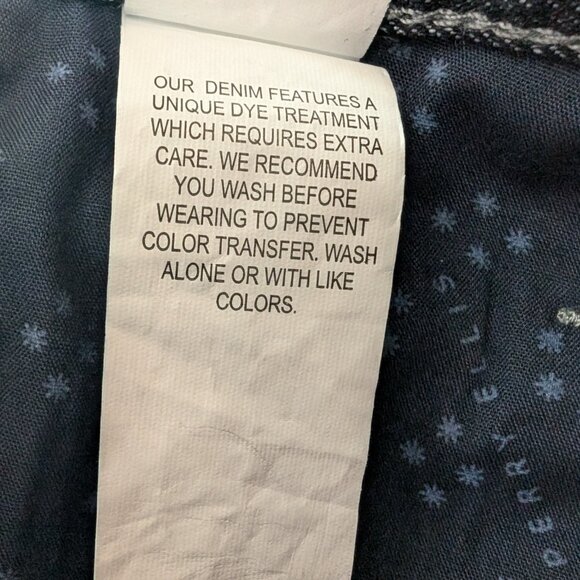 OUR DENIM FEATURES A
UNIQUE DYE TREATMENT
WHICH REQUIRES EXTRA
CARE. WE RECOMMEND
YOU WASH BEFORE
WEARING TO PREVENT
COLOR TRANSFER. WASH
ALONE OR WITH LIKE
COLORS.
PERRY ELLIS